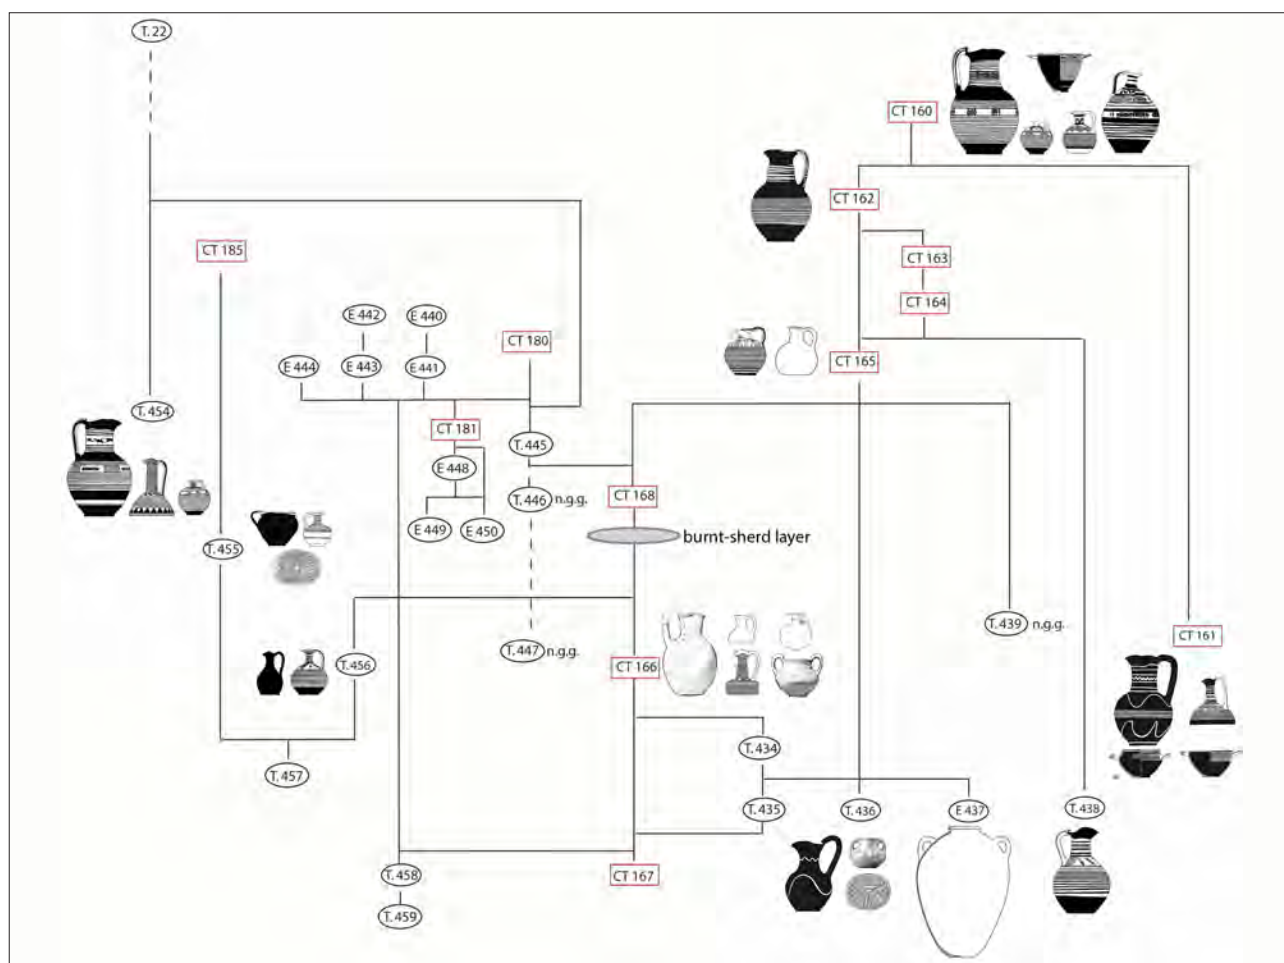 T. 22
CT 160
CT 162
CT 185
CT 163
CT 164
E 442
E 440
CT 180
E 444
E 443
E 441
CT 165
T. 454
CT 181
T. 445
E 448
T. 446 n.g.g.
CT 168
E 449
E 450
burnt-sherd layer
T. 455
T. 439 n.g.g.
CT 161
T. 456
T. 447 n.g.g.
CT 166
T. 434
T. 457
T. 435
T. 436
E 437
T. 438
T. 458
CT 167
T. 459